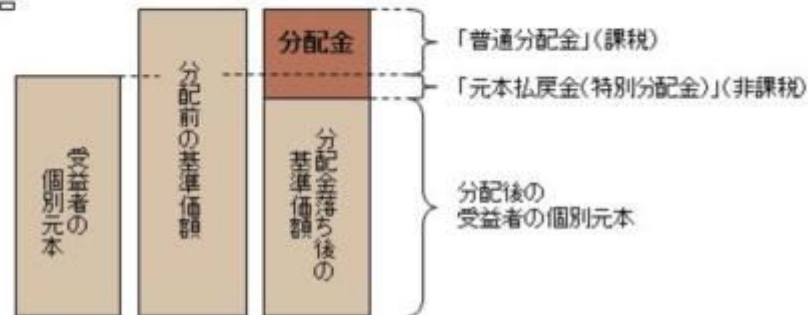 受益者の
個別元本
分配前の基準価額
分配金
分配金落ち後の
基準価額
「普通分配金」(課税)
「元本払戻金(特別分配金)」(非課税)
分配後の
受益者の個別元本